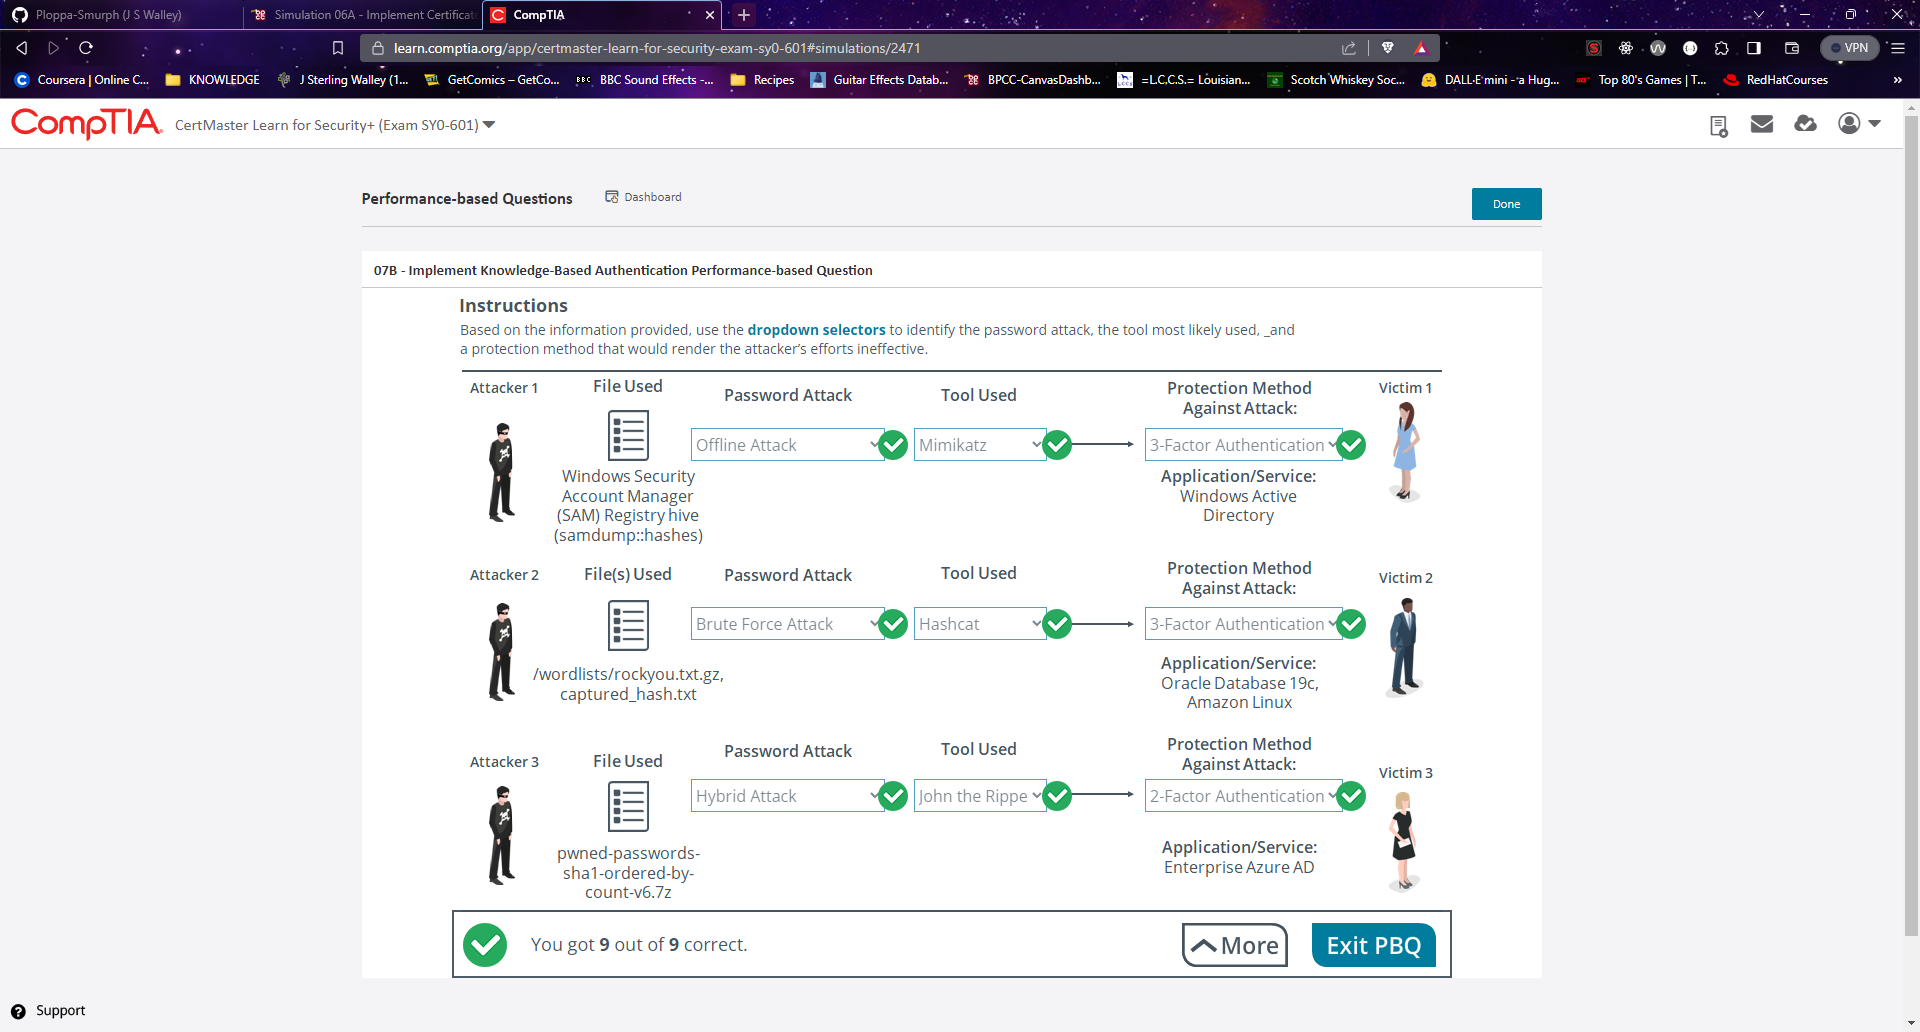 Ploppa-Smurph (J S Walley)
Simulation 06A - Implement Certificat
CompTIA
learn.comptia.org/app/certmaster-learn-for-security-exam-sy0-601#simulations/2471
VPN
Coursera | Online C...
KNOWLEDGE
J Sterling Walley (1...
GetComics – GetCo...
BBC
BBC Sound Effects -...
Recipes
Guitar Effects Datab...
BPCC-CanvasDashb...
=L.C,C.S.= Louisian...
Scotch Whiskey Soc...
DALL·E mini - a Hug...
Top 80's Games | T...
RedHatCourses
»
CompTIA.
CertMaster Learn for Security+ (Exam SY0-601)
Performance-based Questions
Dashboard
Done
07B - Implement Knowledge-Based Authentication Performance-based Question
Instructions
Based on the information provided, use the dropdown selectors to identify the password attack, the tool most likely used, _and
a protection method that would render the attacker's efforts ineffective.
Attacker 1
File Used
Password Attack
Tool Used
Protection Method
Against Attack:
Victim 1
Offline Attack
Mimikatz
3-Factor Authentication
Windows Security
Account Manager
(SAM) Registry hive
(samdump::hashes)
Application/Service:
Windows Active
Directory
Attacker 2
File(s) Used
Password Attack
Tool Used
Protection Method
Against Attack:
Victim 2
Brute Force Attack
Hashcat
3-Factor Authentication
/wordlists/rockyou.txt.gz,
captured_hash.txt
Application/Service:
Oracle Database 19c,
Amazon Linux
Attacker 3
File Used
Password Attack
Tool Used
Protection Method
Against Attack:
Victim 3
Hybrid Attack
John the Rippe
2-Factor Authentication
pwned-passwords-
sha1-ordered-by-
count-v6.7z
Application/Service:
Enterprise Azure AD
You got 9 out of 9 correct.
More
Exit PBQ
Support